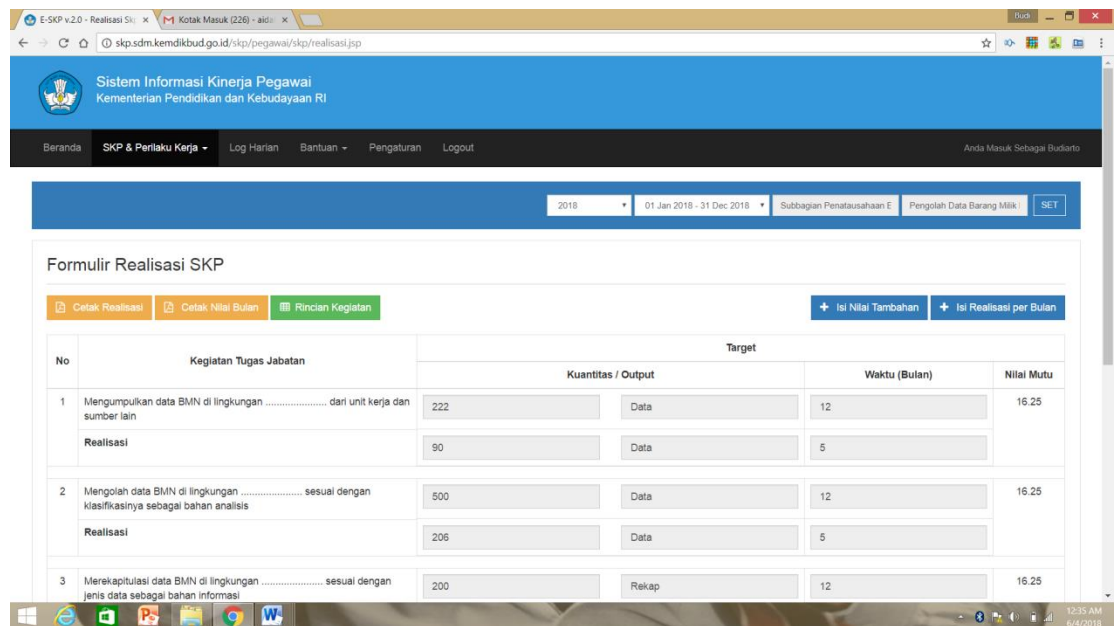 E-SKP v.2.0 - Realisasi Sk
Kotak Masuk (226) - aida
Budi
skp.sdm.kemdikbud.go.id/skp/pegawai/skp/realisasi.jsp
Sistem Informasi Kinerja Pegawai
Kementerian Pendidikan dan Kebudayaan RI
Beranda SKP & Perilaku Kerja Log Harian Bantuan Pengaturan Logout Anda Masuk Sebagai Budiarto
2018 01 Jan 2018 - 31 Dec 2018 Subbagian Penatausahaan Pengolah Data Barang Milik SET
Formulir Realisasi SKP
Cetak Realisasi Cetak Nilai Bulan Rincian Kegiatan + Isi Nilai Tambahan + Isi Realisasi per Bulan
No Kegiatan Tugas Jabatan Target
Kuantitas / Output Waktu (Bulan) Nilai Mutu
1 Mengumpulkan data BMN di lingkungan ...................... dari unit kerja dan 222 Data 12 16.25
sumber lain
Realisasi 90 Data 5
2 Mengolah data BMN di lingkungan ...................... sesuai dengan 500 Data 12 16.25
klasifikasinya sebagai bahan analisis
Realisasi 206 Data 5
3 Merekapitulasi data BMN di lingkungan ...................... sesuai dengan 200 Rekap 12 16.25
jenis data sebagai bahan informasi
12:35 AM
6/4/2018